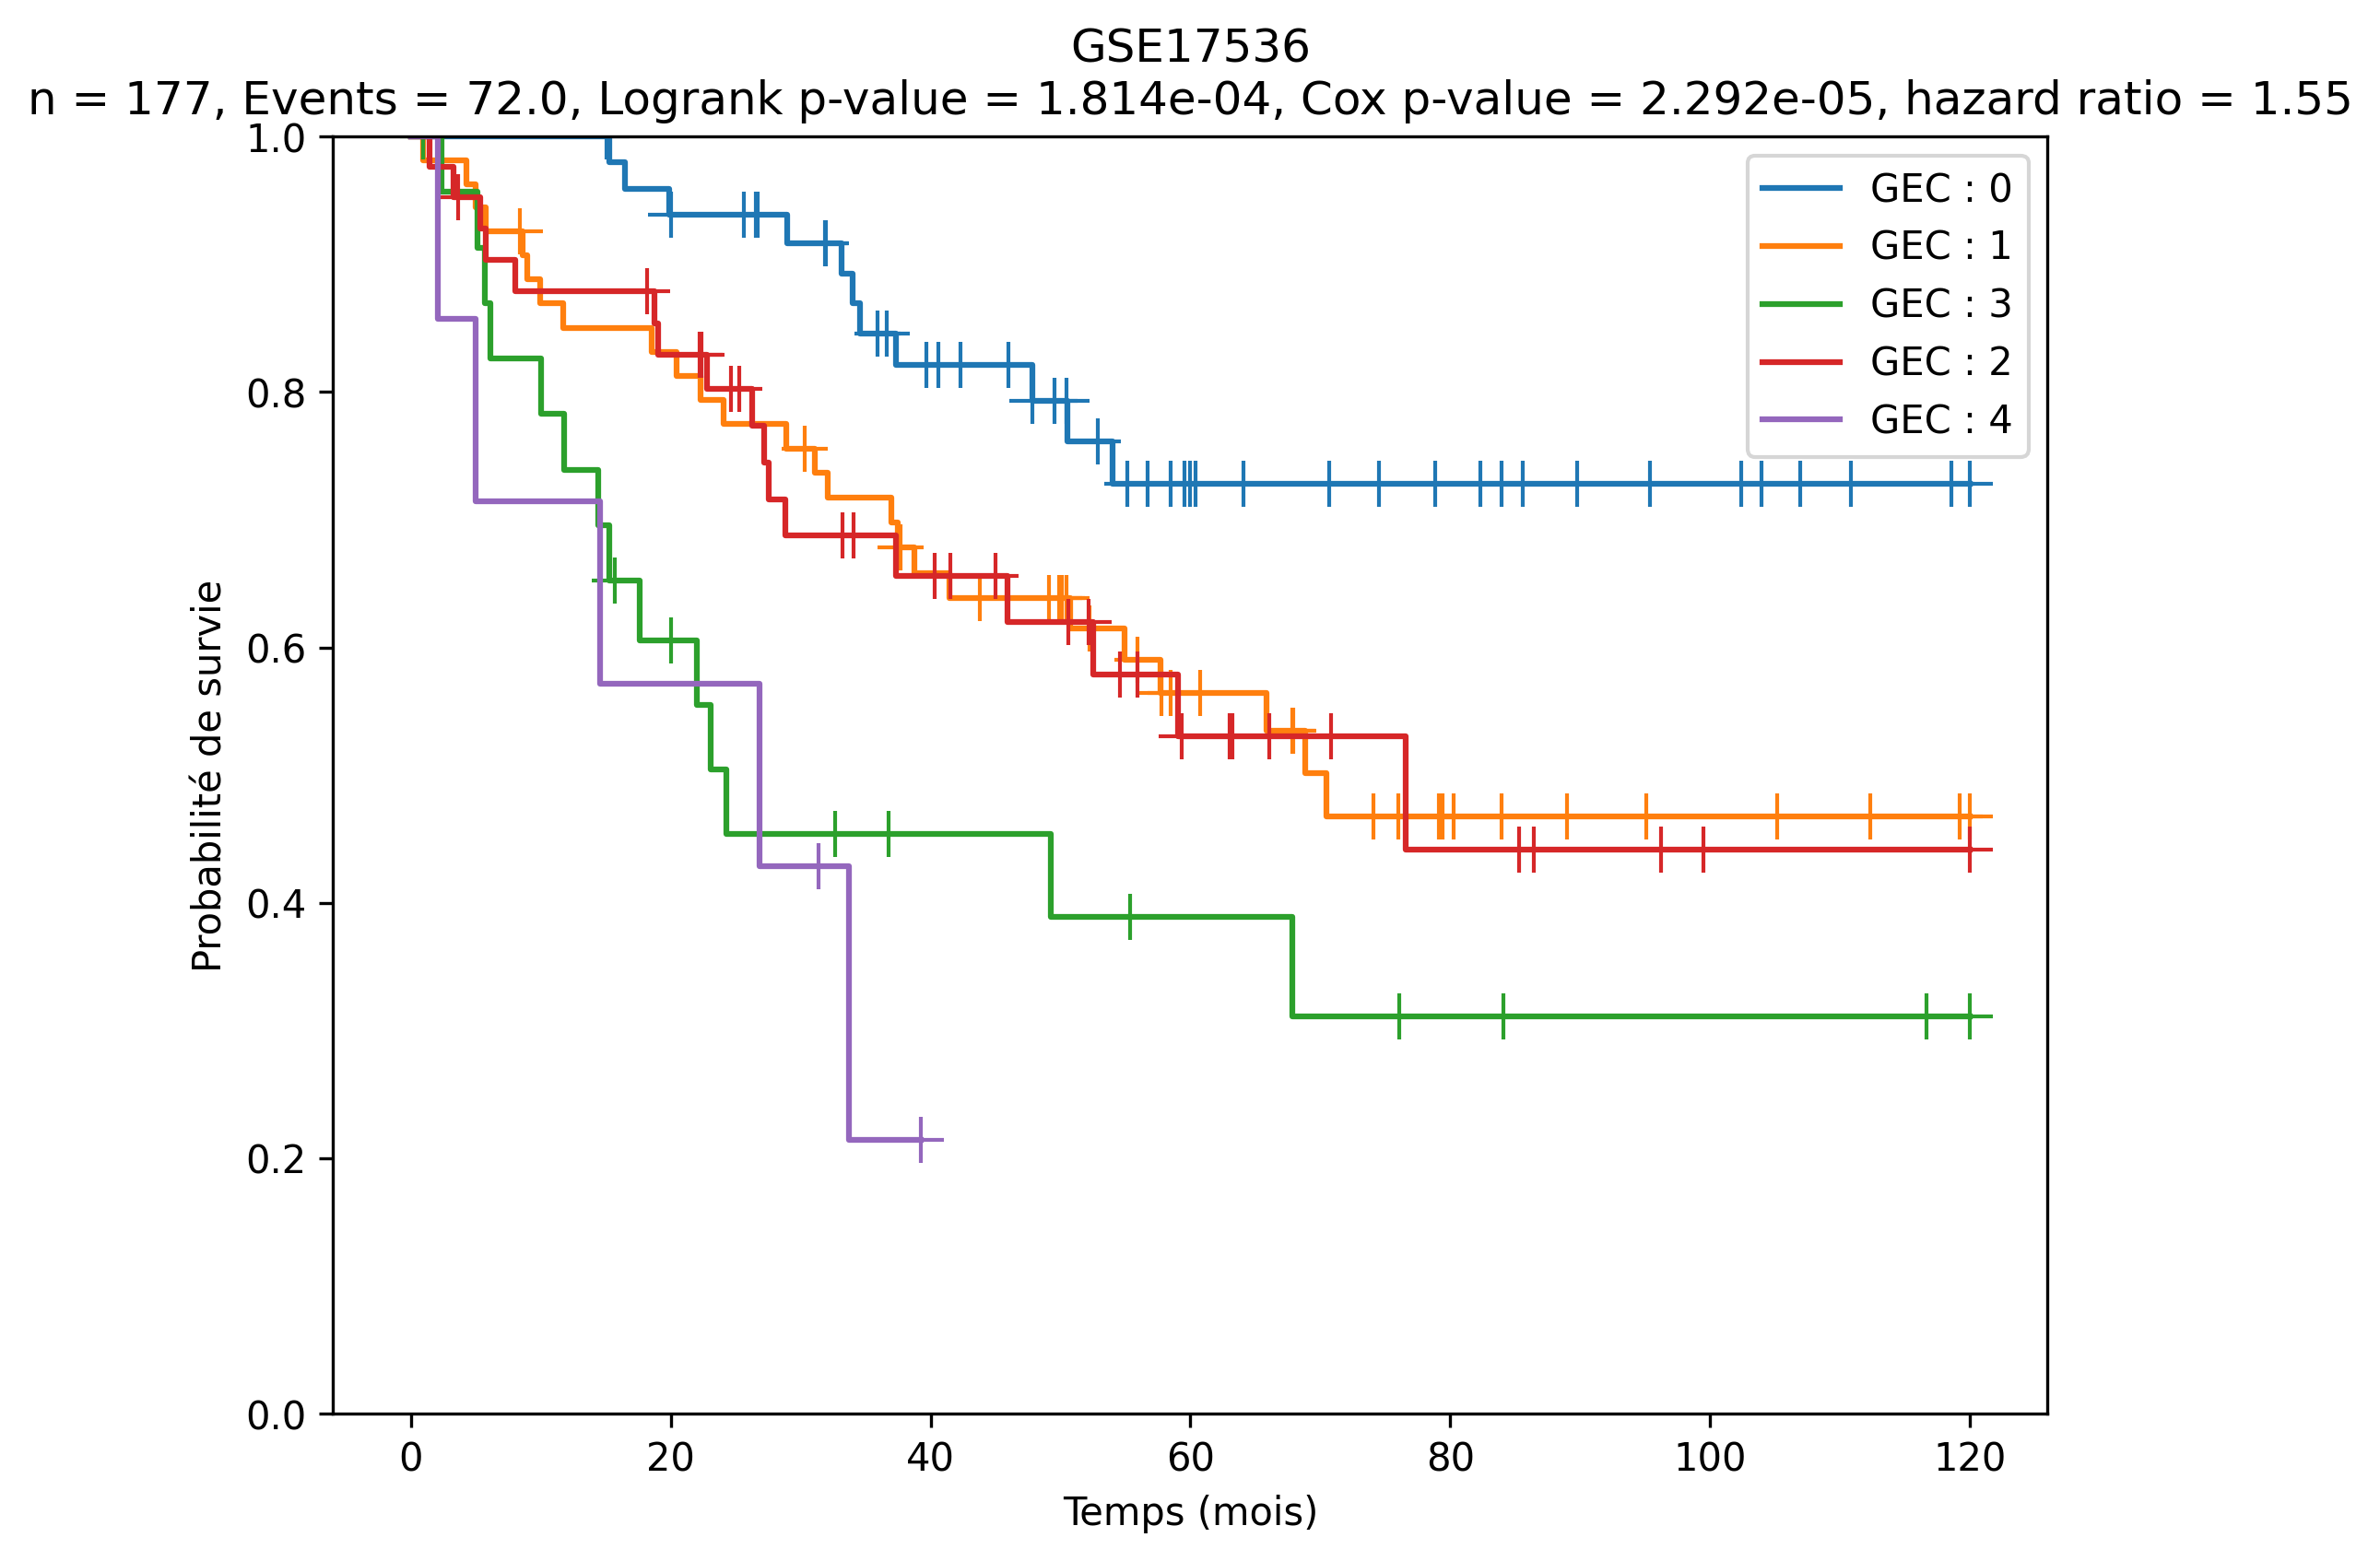 GSE17536
n = 177, Events = 72.0, Logrank p-value = 1.814e-04, Cox p-value = 2.292e-05, hazard ratio = 1.55
GEC : 0
GEC : 1
GEC : 3
GEC : 2
GEC : 4
Probabilité de survie
1.0
0.8
0.6
0.4
0.2
0.0
0 20 40 60 80 100 120
Temps (mois)